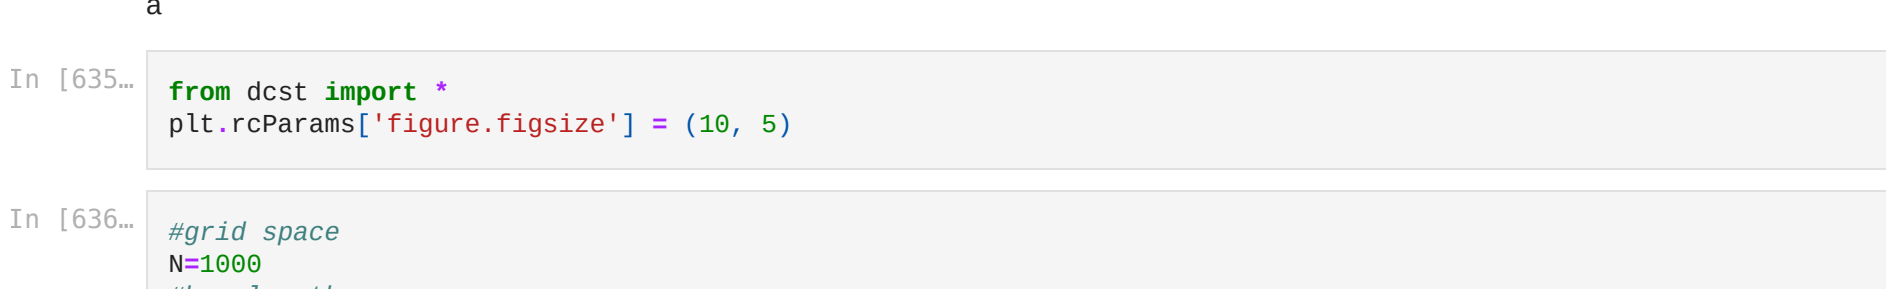 a
In [635…
from dcst import *
plt.rcParams['figure.figsize'] = (10, 5)
In [636…
#grid space
N=1000